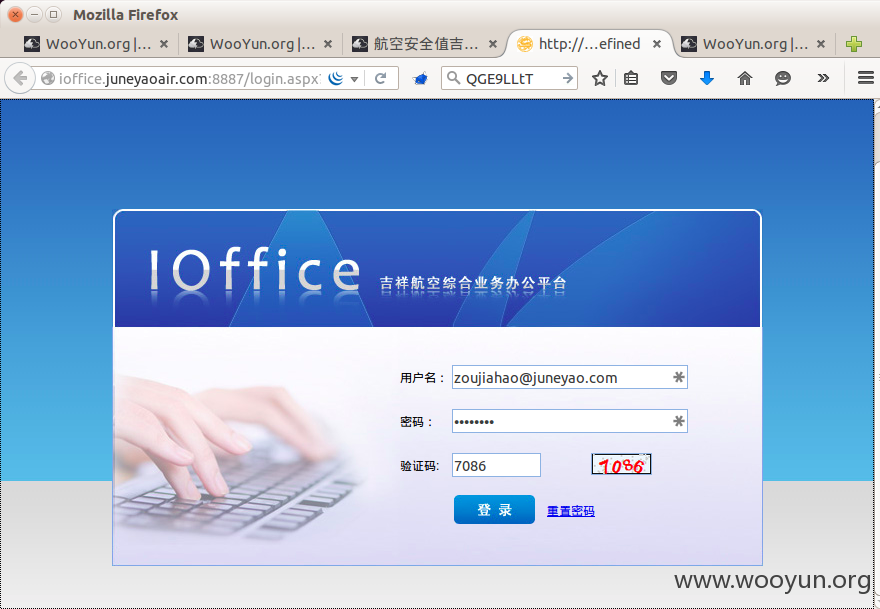 Mozilla Firefox
WooYun.org |... WooYun.org |... 航空安全值吉... http://...efined WooYun.org |...
ioffice.juneyaoair.com:8887/login.aspx QGE9LLtT
IOffice 吉祥航空综合业务办公平台
用户名: zoujiahao@juneyao.com
密码: ••••••••
验证码: 7086 7086
登 录 重置密码
www.wooyun.org